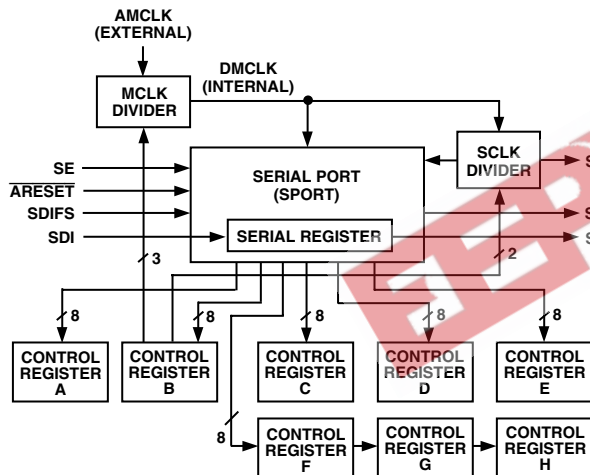 AMCLK
(EXTERNAL)
DMCLK
(INTERNAL)
MCLK
DIVIDER
SCLK
DIVIDER
SE
ARESET
SDIFS
SDI
SERIAL PORT
(SPORT)
SERIAL REGISTER
S
S
S
3
2
8
8
8
8
8
CONTROL
REGISTER
A
CONTROL
REGISTER
B
CONTROL
REGISTER
C
CONTROL
REGISTER
D
CONTROL
REGISTER
E
8
CONTROL
REGISTER
F
CONTROL
REGISTER
G
CONTROL
REGISTER
H